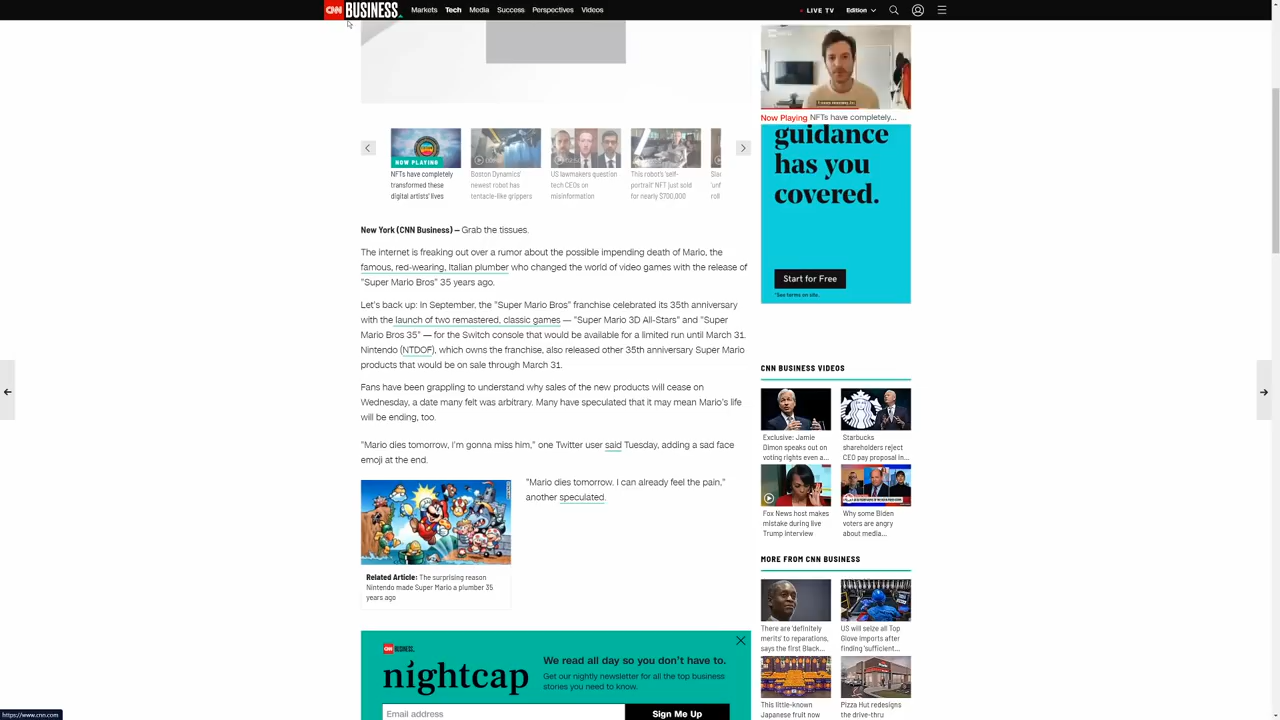 CNN BUSINESS
Markets
Tech
Media
Success
Perspectives
Videos
LIVE TV
Edition
Now Playing NFTs have completely...
NOW PLAYING
NFTs have completely
transformed these
digital artists' lives
Boston Dynamics'
newest robot has
tentacle-like grippers
US lawmakers question
tech CEOs on
misinformation
This robot's 'self-
portrait' NFT just sold
for nearly $700,000
guidance
has you
covered.
Start for Free
*See terms on site.
New York (CNN Business) — Grab the tissues.
The internet is freaking out over a rumor about the possible impending death of Mario, the
famous, red-wearing, Italian plumber who changed the world of video games with the release of
"Super Mario Bros" 35 years ago.
Let's back up: In September, the "Super Mario Bros" franchise celebrated its 35th anniversary
with the launch of two remastered, classic games — "Super Mario 3D All-Stars" and "Super
Mario Bros 35" — for the Switch console that would be available for a limited run until March 31.
Nintendo (NTDOF), which owns the franchise, also released other 35th anniversary Super Mario
products that would be on sale through March 31.
Fans have been grappling to understand why sales of the new products will cease on
Wednesday, a date many felt was arbitrary. Many have speculated that it may mean Mario's life
will be ending, too.
"Mario dies tomorrow, I'm gonna miss him," one Twitter user said Tuesday, adding a sad face
emoji at the end.
"Mario dies tomorrow. I can already feel the pain,"
another speculated.
Related Article: The surprising reason
Nintendo made Super Mario a plumber 35
years ago
CNN BUSINESS
nightcap
We read all day so you don't have to.
Get our nightly newsletter for all the top business
stories you need to know.
Email address
Sign Me Up
CNN BUSINESS VIDEOS
Exclusive: Jamie
Dimon speaks out on
voting rights even a...
Starbucks
shareholders reject
CEO pay proposal in...
Fox News host makes
mistake during live
Trump interview
Why some Biden
voters are angry
about media...
MORE FROM CNN BUSINESS
There are 'definitely
merits' to reparations,
says the first Black...
US will seize all Top
Glove imports after
finding 'sufficient...
This little-known
Japanese fruit now
Pizza Hut redesigns
the drive-thru
https://www.cnn.com